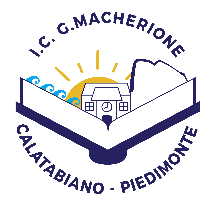 I.C. G.MACHERIONE
CALATABIANO - PIEDIMONTE